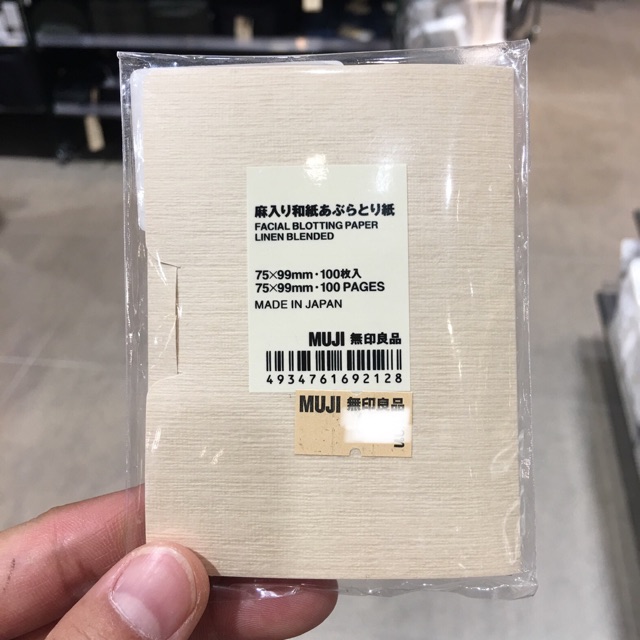 麻入り和紙あぶらとり紙
FACIAL BLOTTING PAPER
LINEN BLENDED
75×99mm・100枚入
75×99mm・100 PAGES
MADE IN JAPAN
MUJI 無印良品
4934761692128
MUJI 無印良品